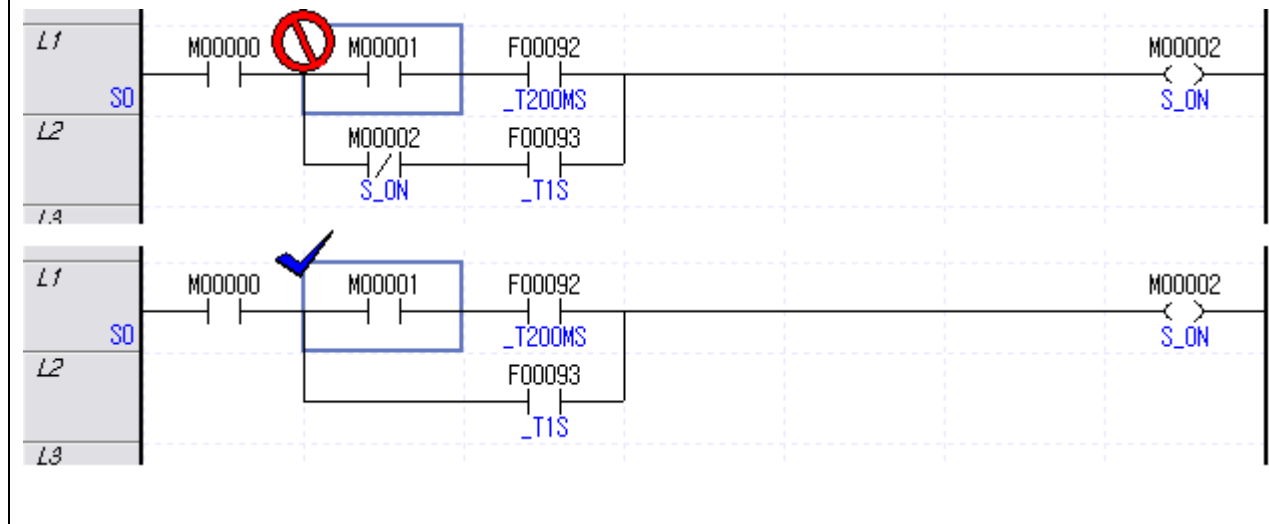 L1 M00000 M00001 F00092 M00002
S0 _T200MS S_ON
L2 M00002 F00093
S_ON _T1S
L3
L1 M00000 M00001 F00092 M00002
S0 _T200MS S_ON
L2 F00093
_T1S
L3